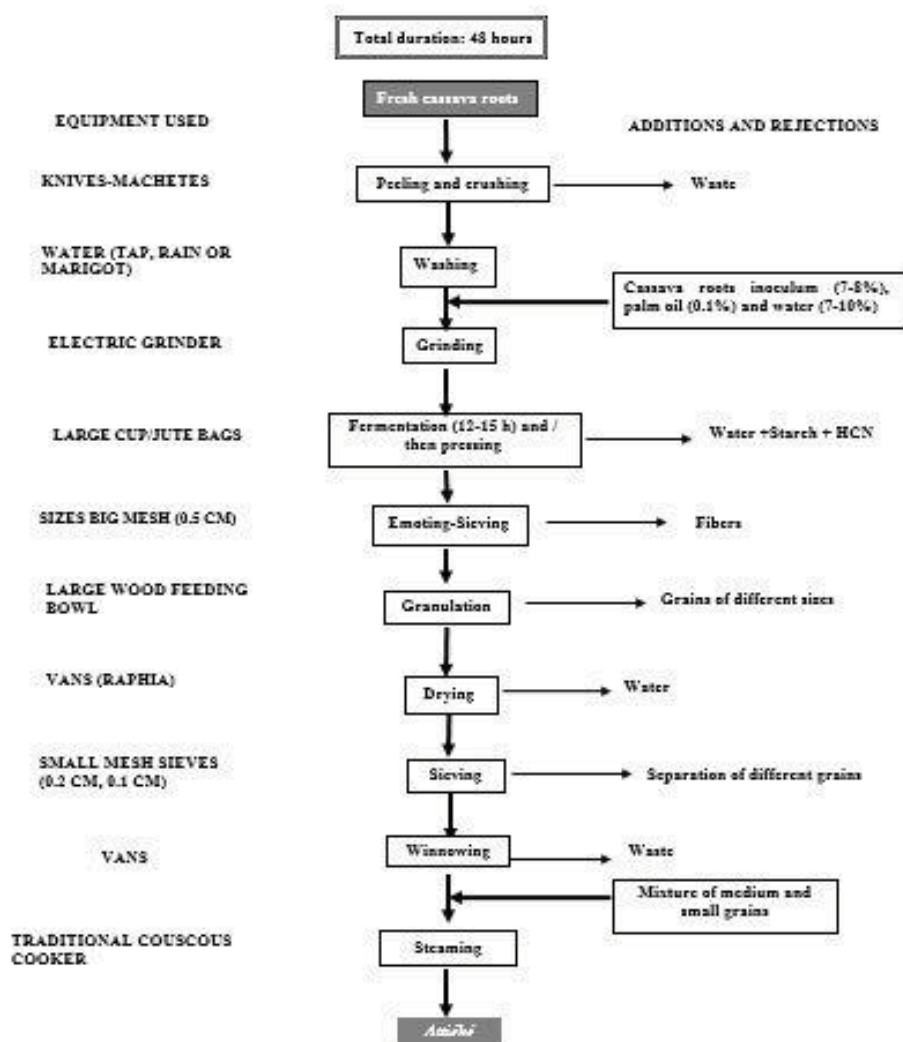 Total duration: 48 hours
Fresh cassava roots
EQUIPMENT USED
ADDITIONS AND REJECTIONS
KNIVES-MACHETES
Peeling and crushing
Waste
WATER (TAP, RAIN OR
MARIGOT)
Washing
Cassava roots inoculum (7-8%),
palm oil (0.1%) and water (7-10%)
ELECTRIC GRINDER
Grinding
LARGE CUP/JUTE BAGS
Fermentation (12-15 h) and /
then pressing
Water +Starch + HCN
SIZES BIG MESH (0.5 CM)
Emoting-Sieving
Fibers
LARGE WOOD FEEDING
BOWL
Granulation
Grains of different sizes
VANS (RAPHIA)
Drying
Water
SMALL MESH SIEVES
(0.2 CM, 0.1 CM)
Sieving
Separation of different grains
VANS
Winnowing
Waste
Mixture of medium and
small grains
TRADITIONAL COUSCOUS
COOKER
Steaming
Attiéké